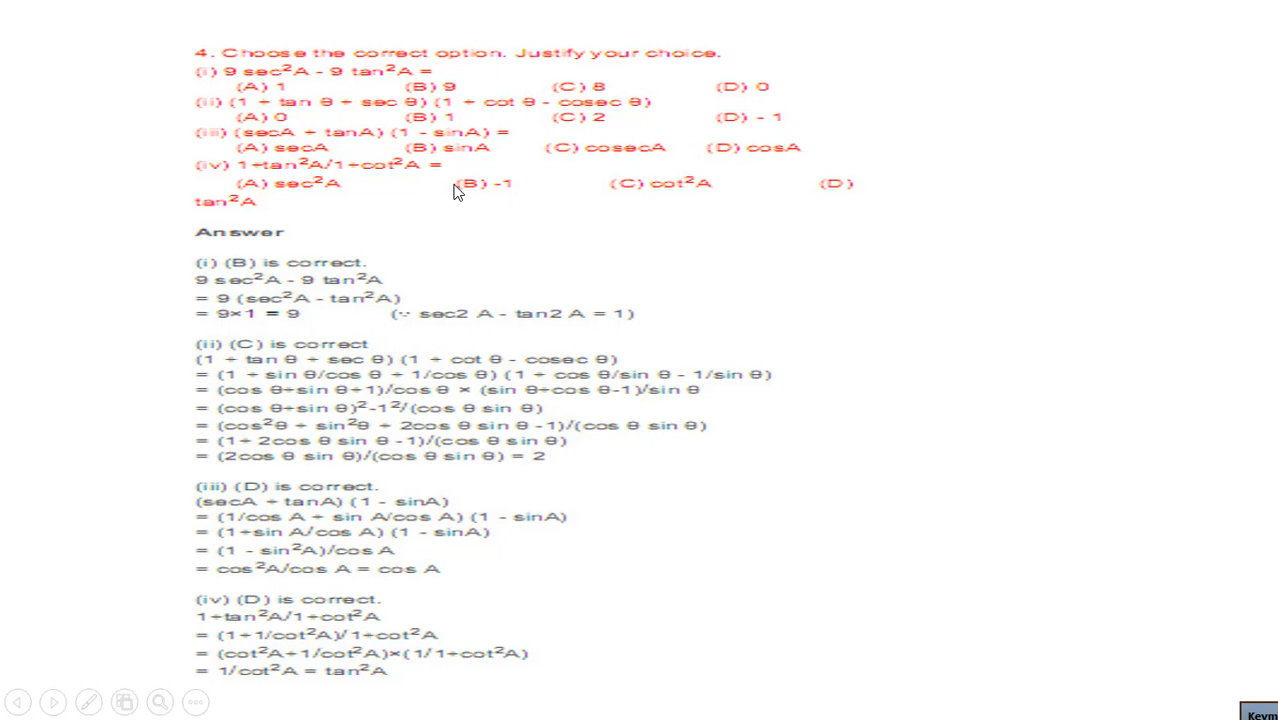 4. Choose the correct option. Justify your choice.
(i) 9 sec²A - 9 tan²A =
(A) 1 (B) 9 (C) 8 (D) 0
(ii) (1 + tan θ + sec θ) (1 + cot θ - cosec θ)
(A) 0 (B) 1 (C) 2 (D) - 1
(iii) (secA + tanA) (1 - sinA) =
(A) secA (B) sinA (C) cosecA (D) cosA
(iv) 1+tan²A/1+cot²A =
(A) sec²A (B) -1 (C) cot²A (D)
tan²A
Answer
(i) (B) is correct.
9 sec²A - 9 tan²A
= 9 (sec²A - tan²A)
= 9×1 = 9 (∵ sec2 A - tan2 A = 1)
(ii) (C) is correct
(1 + tan θ + sec θ) (1 + cot θ - cosec θ)
= (1 + sin θ/cos θ + 1/cos θ) (1 + cos θ/sin θ - 1/sin θ)
= (cos θ+sin θ+1)/cos θ × (sin θ+cos θ-1)/sin θ
= (cos θ+sin θ)²-1²/(cos θ sin θ)
= (cos²θ + sin²θ + 2cos θ sin θ -1)/(cos θ sin θ)
= (1+ 2cos θ sin θ -1)/(cos θ sin θ)
= (2cos θ sin θ)/(cos θ sin θ) = 2
(iii) (D) is correct.
(secA + tanA) (1 - sinA)
= (1/cos A + sin A/cos A) (1 - sinA)
= (1+sin A/cos A) (1 - sinA)
= (1 - sin²A)/cos A
= cos²A/cos A = cos A
(iv) (D) is correct.
1+tan²A/1+cot²A
= (1+1/cot²A)/1+cot²A
= (cot²A+1/cot²A)×(1/1+cot²A)
= 1/cot²A = tan²A
Keym